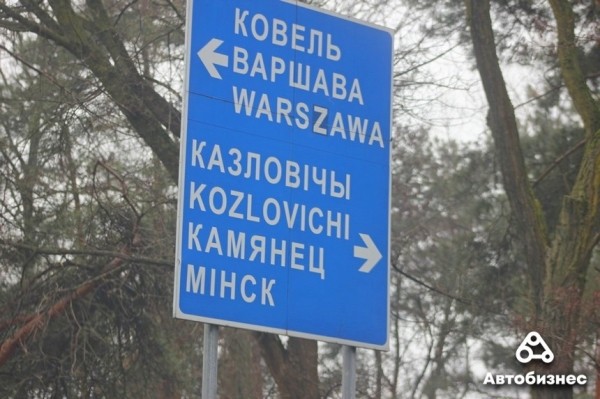 КОВЕЛЬ
ВАРШАВА
WARSZAWA
КАЗЛОВІЧЫ
KOZLOVICHI
КАМЯНЕЦ
МІНСК
Автобизнес